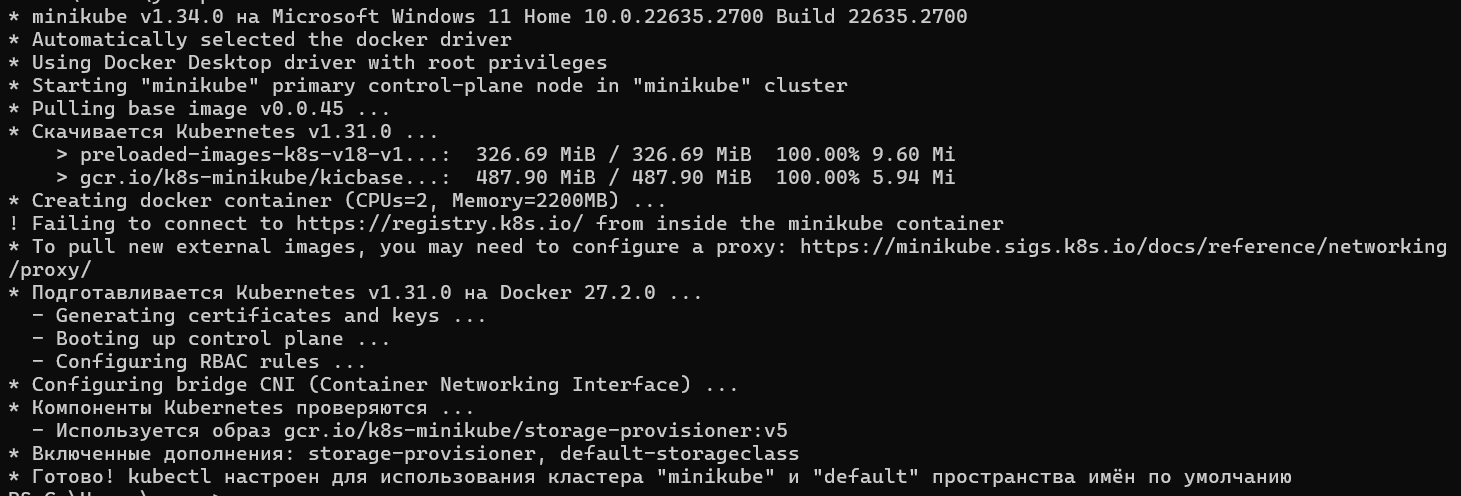 * minikube v1.34.0 на Microsoft Windows 11 Home 10.0.22635.2700 Build 22635.2700
* Automatically selected the docker driver
* Using Docker Desktop driver with root privileges
* Starting "minikube" primary control-plane node in "minikube" cluster
* Pulling base image v0.0.45 ...
* Скачивается Kubernetes v1.31.0 ...
    > preloaded-images-k8s-v18-v1...:  326.69 MiB / 326.69 MiB  100.00% 9.60 Mi
    > gcr.io/k8s-minikube/kicbase...:  487.90 MiB / 487.90 MiB  100.00% 5.94 Mi
* Creating docker container (CPUs=2, Memory=2200MB) ...
! Failing to connect to https://registry.k8s.io/ from inside the minikube container
* To pull new external images, you may need to configure a proxy: https://minikube.sigs.k8s.io/docs/reference/networking
/proxy/
* Подготавливается Kubernetes v1.31.0 на Docker 27.2.0 ...
  - Generating certificates and keys ...
  - Booting up control plane ...
  - Configuring RBAC rules ...
* Configuring bridge CNI (Container Networking Interface) ...
* Компоненты Kubernetes проверяются ...
  - Используется образ gcr.io/k8s-minikube/storage-provisioner:v5
* Включенные дополнения: storage-provisioner, default-storageclass
* Готово! kubectl настроен для использования кластера "minikube" и "default" пространства имён по умолчанию